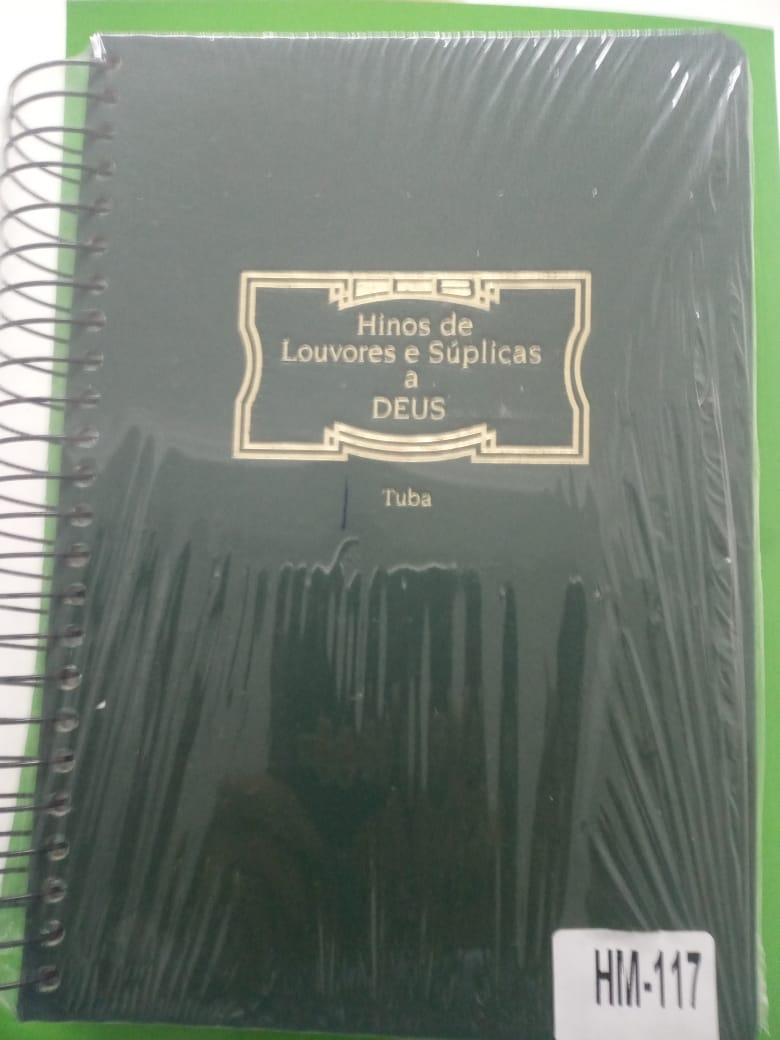 Hinos de
Louvores e Súplicas
a
DEUS
Tuba
HM-117